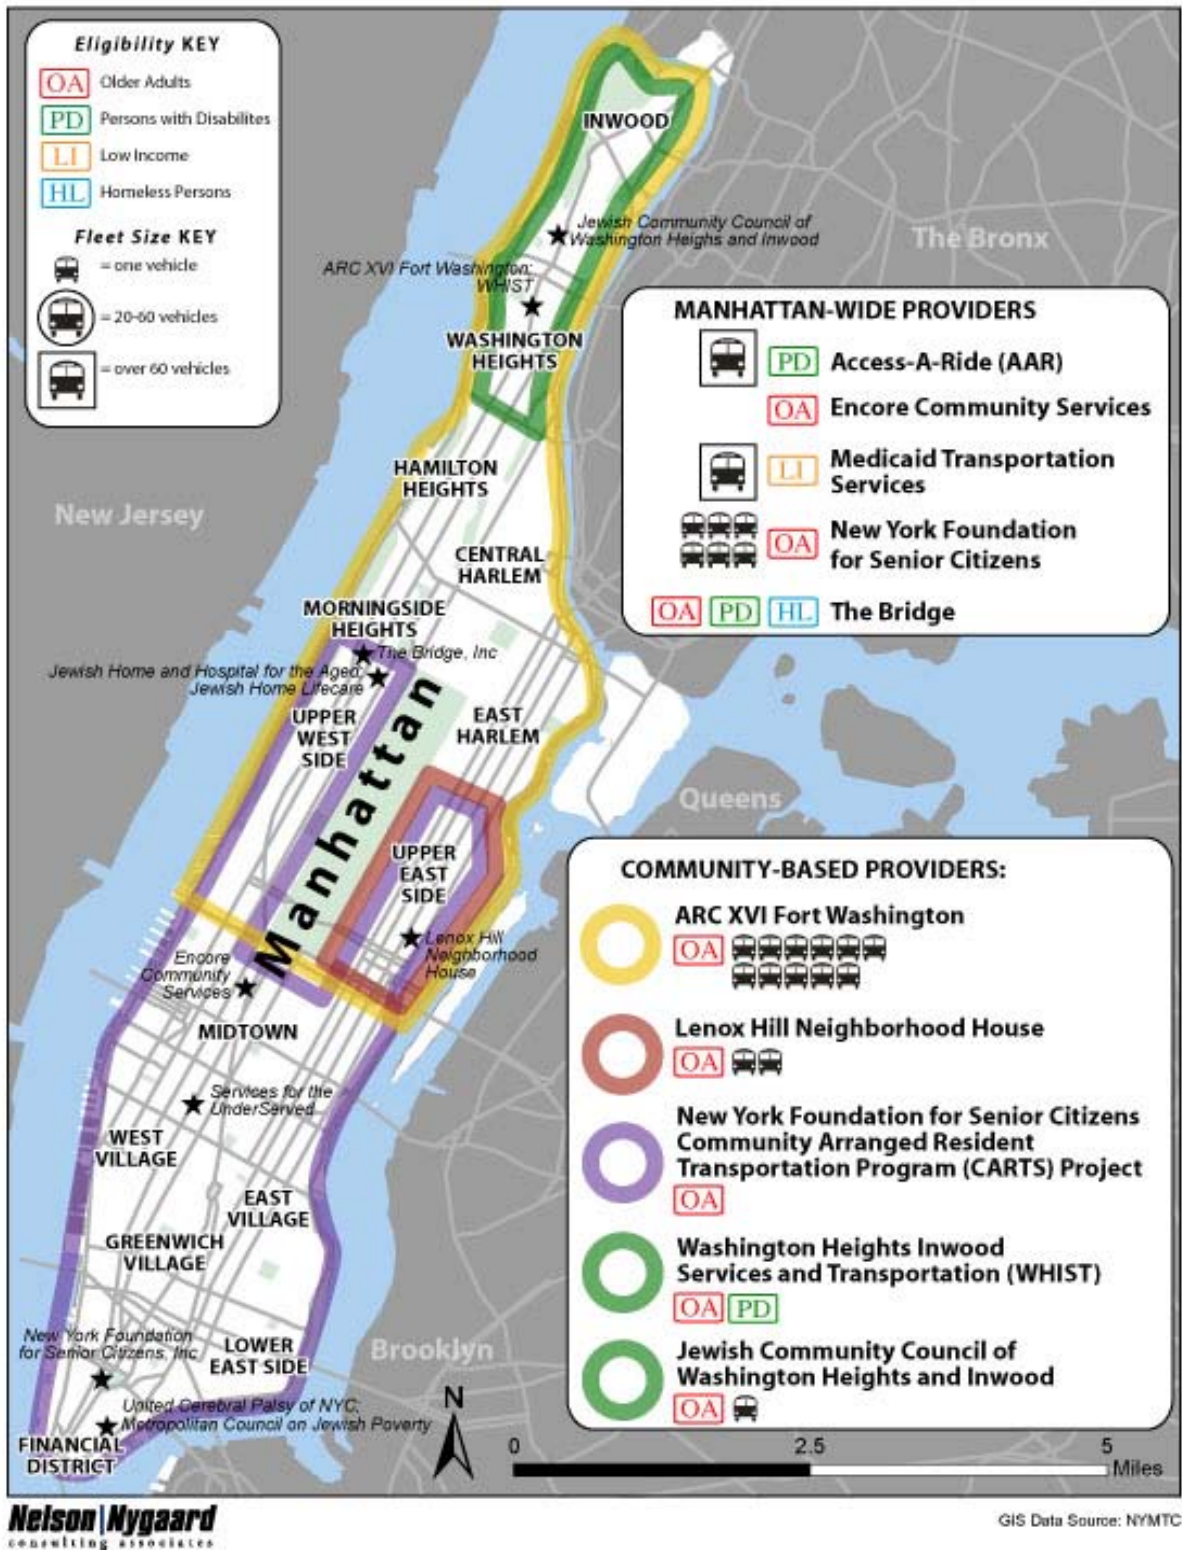 Eligibility KEY
OA Older Adults
PD Persons with Disabilites
LI Low Income
HL Homeless Persons
Fleet Size KEY
= one vehicle
= 20-60 vehicles
= over 60 vehicles
INWOOD
Jewish Community Council of
Washington Heighs and Inwood
The Bronx
ARC XVI Fort Washington;
WHIST
WASHINGTON
HEIGHTS
MANHATTAN-WIDE PROVIDERS
PD Access-A-Ride (AAR)
OA Encore Community Services
LI Medicaid Transportation
Services
OA New York Foundation
for Senior Citizens
OA PD HL The Bridge
HAMILTON
HEIGHTS
New Jersey
CENTRAL
HARLEM
MORNINGSIDE
HEIGHTS
The Bridge, Inc
Jewish Home and Hospital for the Aged;
Jewish Home Lifecare
UPPER
WEST
SIDE
Manhattan
EAST
HARLEM
Queens
UPPER
EAST
SIDE
Lenox Hill
Neighborhood
House
Encore
Community
Services
MIDTOWN
Services for the
UnderServed
WEST
VILLAGE
EAST
VILLAGE
GREENWICH
VILLAGE
New York Foundation
for Senior Citizens, Inc
LOWER
EAST SIDE
Brooklyn
United Cerebral Palsy of NYC;
Metropolitan Council on Jewish Poverty
FINANCIAL
DISTRICT
COMMUNITY-BASED PROVIDERS:
ARC XVI Fort Washington
OA
Lenox Hill Neighborhood House
OA
New York Foundation for Senior Citizens
Community Arranged Resident
Transportation Program (CARTS) Project
OA
Washington Heights Inwood
Services and Transportation (WHIST)
OA PD
Jewish Community Council of
Washington Heights and Inwood
OA
N
0 2.5 5
Miles
Nelson|Nygaard
consulting associates
GIS Data Source: NYMTC